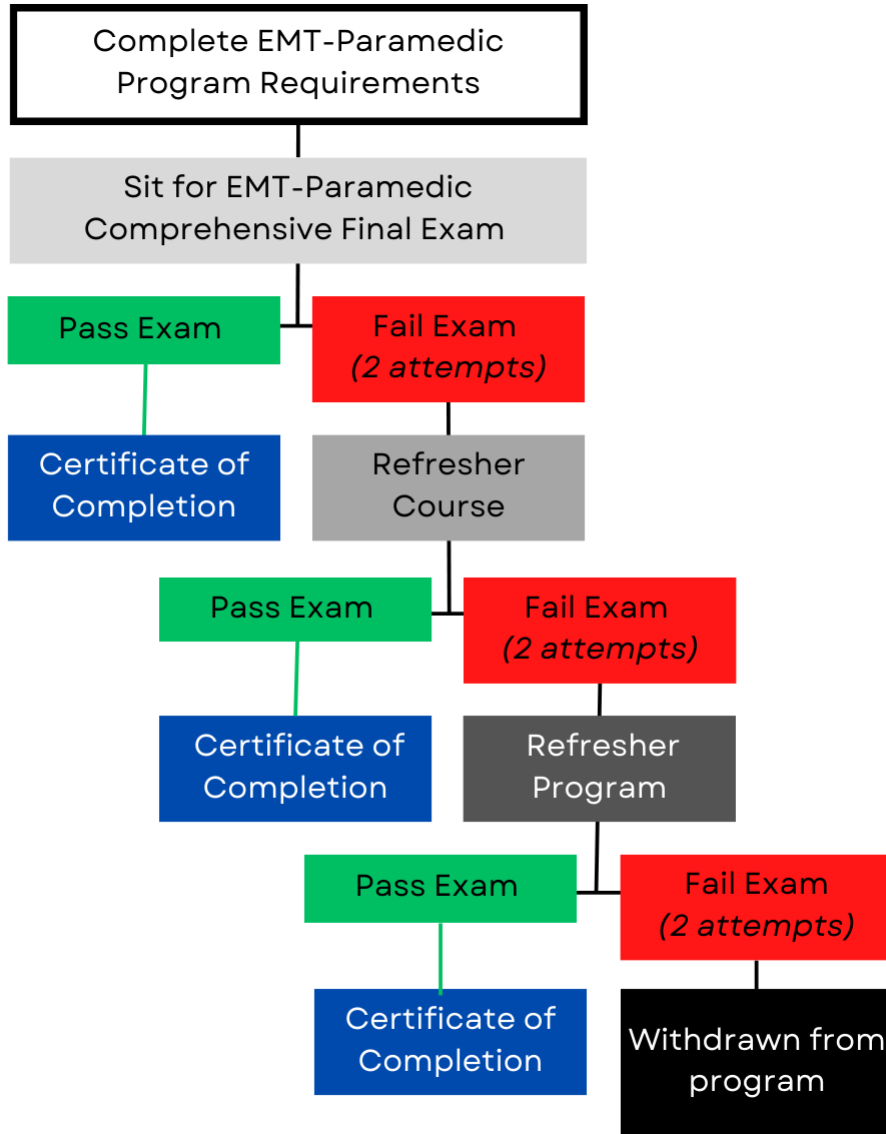 Complete EMT-Paramedic
Program Requirements
Sit for EMT-Paramedic
Comprehensive Final Exam
Pass Exam
Fail Exam
(2 attempts)
Certificate of
Completion
Refresher
Course
Pass Exam
Fail Exam
(2 attempts)
Certificate of
Completion
Refresher
Program
Pass Exam
Fail Exam
(2 attempts)
Certificate of
Completion
Withdrawn from
program